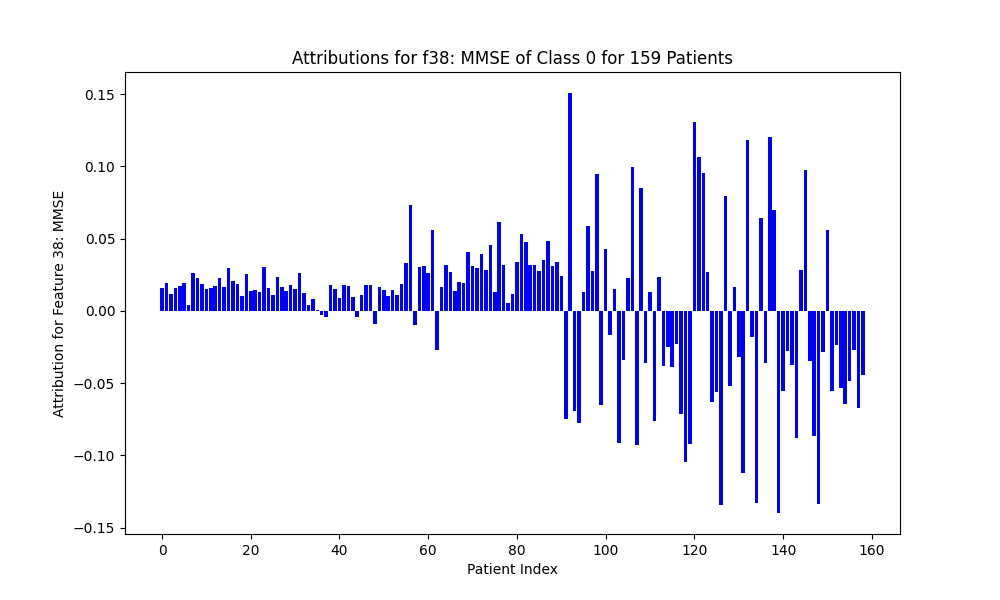 Attributions for f38: MMSE of Class 0 for 159 Patients
Attribution for Feature 38: MMSE
0.15
0.10
0.05
0.00
−0.05
−0.10
−0.15
0 20 40 60 80 100 120 140 160
Patient Index